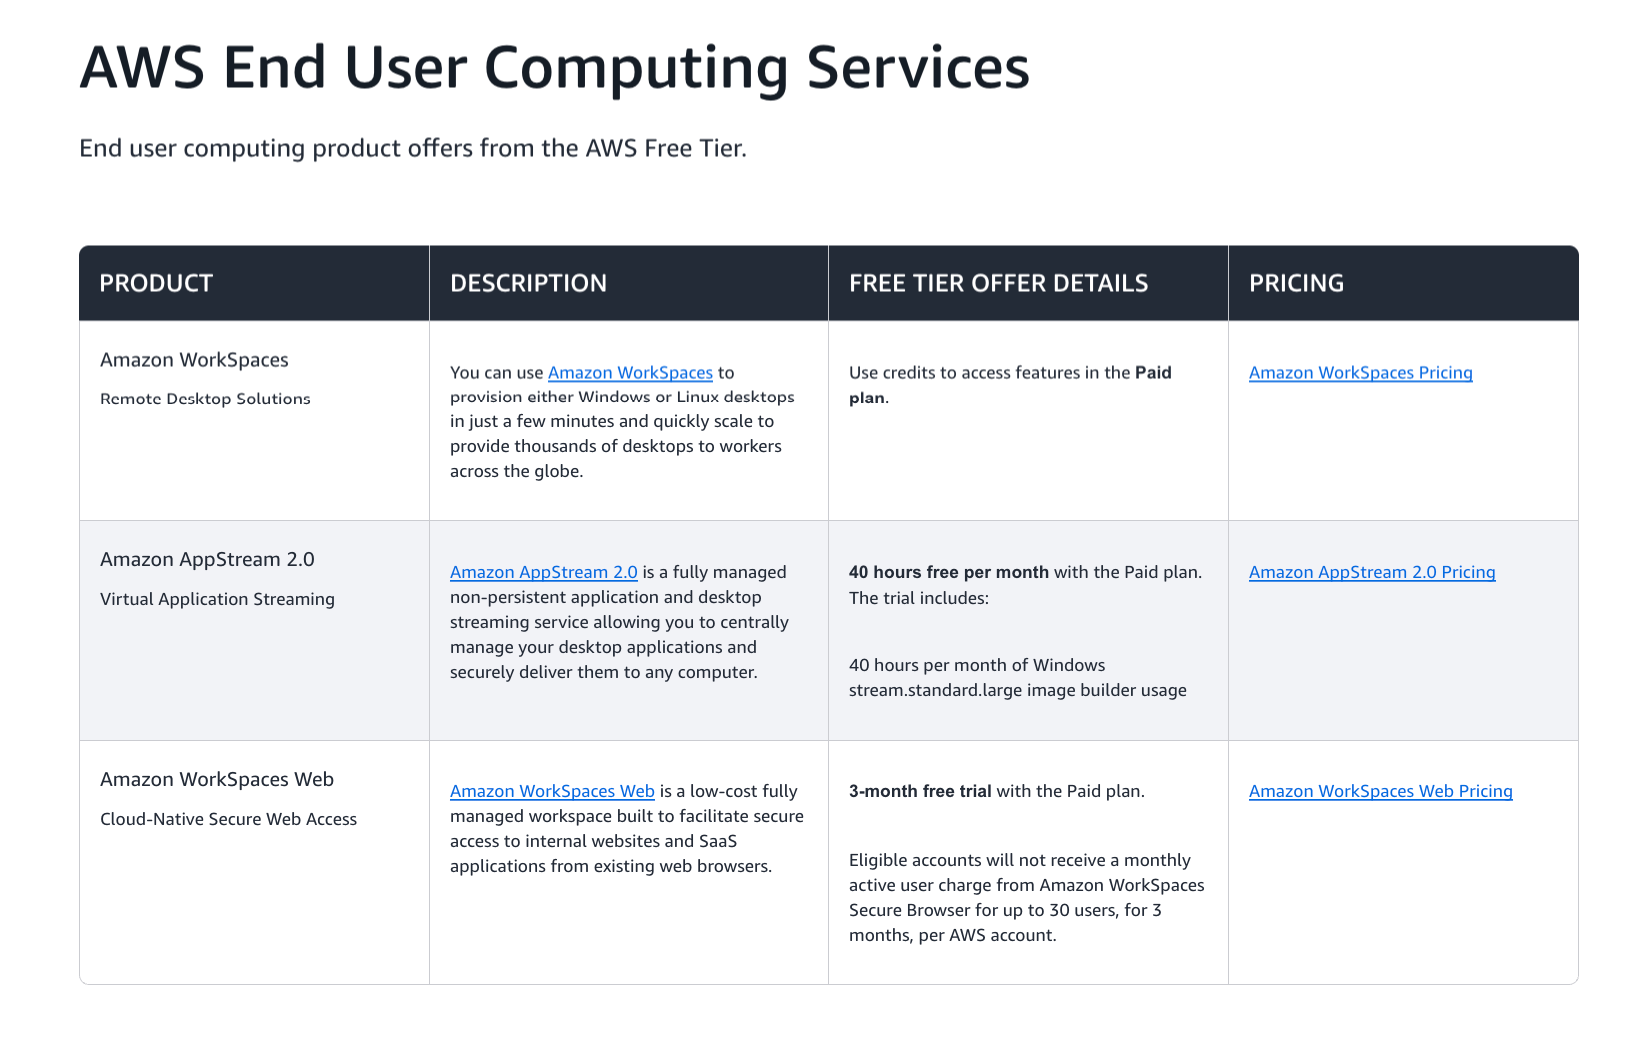 AWS End User Computing Services
End user computing product offers from the AWS Free Tier.
PRODUCT
DESCRIPTION
FREE TIER OFFER DETAILS
PRICING
Amazon WorkSpaces
Remote Desktop Solutions
You can use Amazon WorkSpaces to
provision either Windows or Linux desktops
in just a few minutes and quickly scale to
provide thousands of desktops to workers
across the globe.
Use credits to access features in the Paid
plan.
Amazon WorkSpaces Pricing
Amazon AppStream 2.0
Virtual Application Streaming
Amazon AppStream 2.0 is a fully managed
non-persistent application and desktop
streaming service allowing you to centrally
manage your desktop applications and
securely deliver them to any computer.
40 hours free per month with the Paid plan.
The trial includes:
40 hours per month of Windows
stream.standard.large image builder usage
Amazon AppStream 2.0 Pricing
Amazon WorkSpaces Web
Cloud-Native Secure Web Access
Amazon WorkSpaces Web is a low-cost fully
managed workspace built to facilitate secure
access to internal websites and SaaS
applications from existing web browsers.
3-month free trial with the Paid plan.
Eligible accounts will not receive a monthly
active user charge from Amazon WorkSpaces
Secure Browser for up to 30 users, for 3
months, per AWS account.
Amazon WorkSpaces Web Pricing